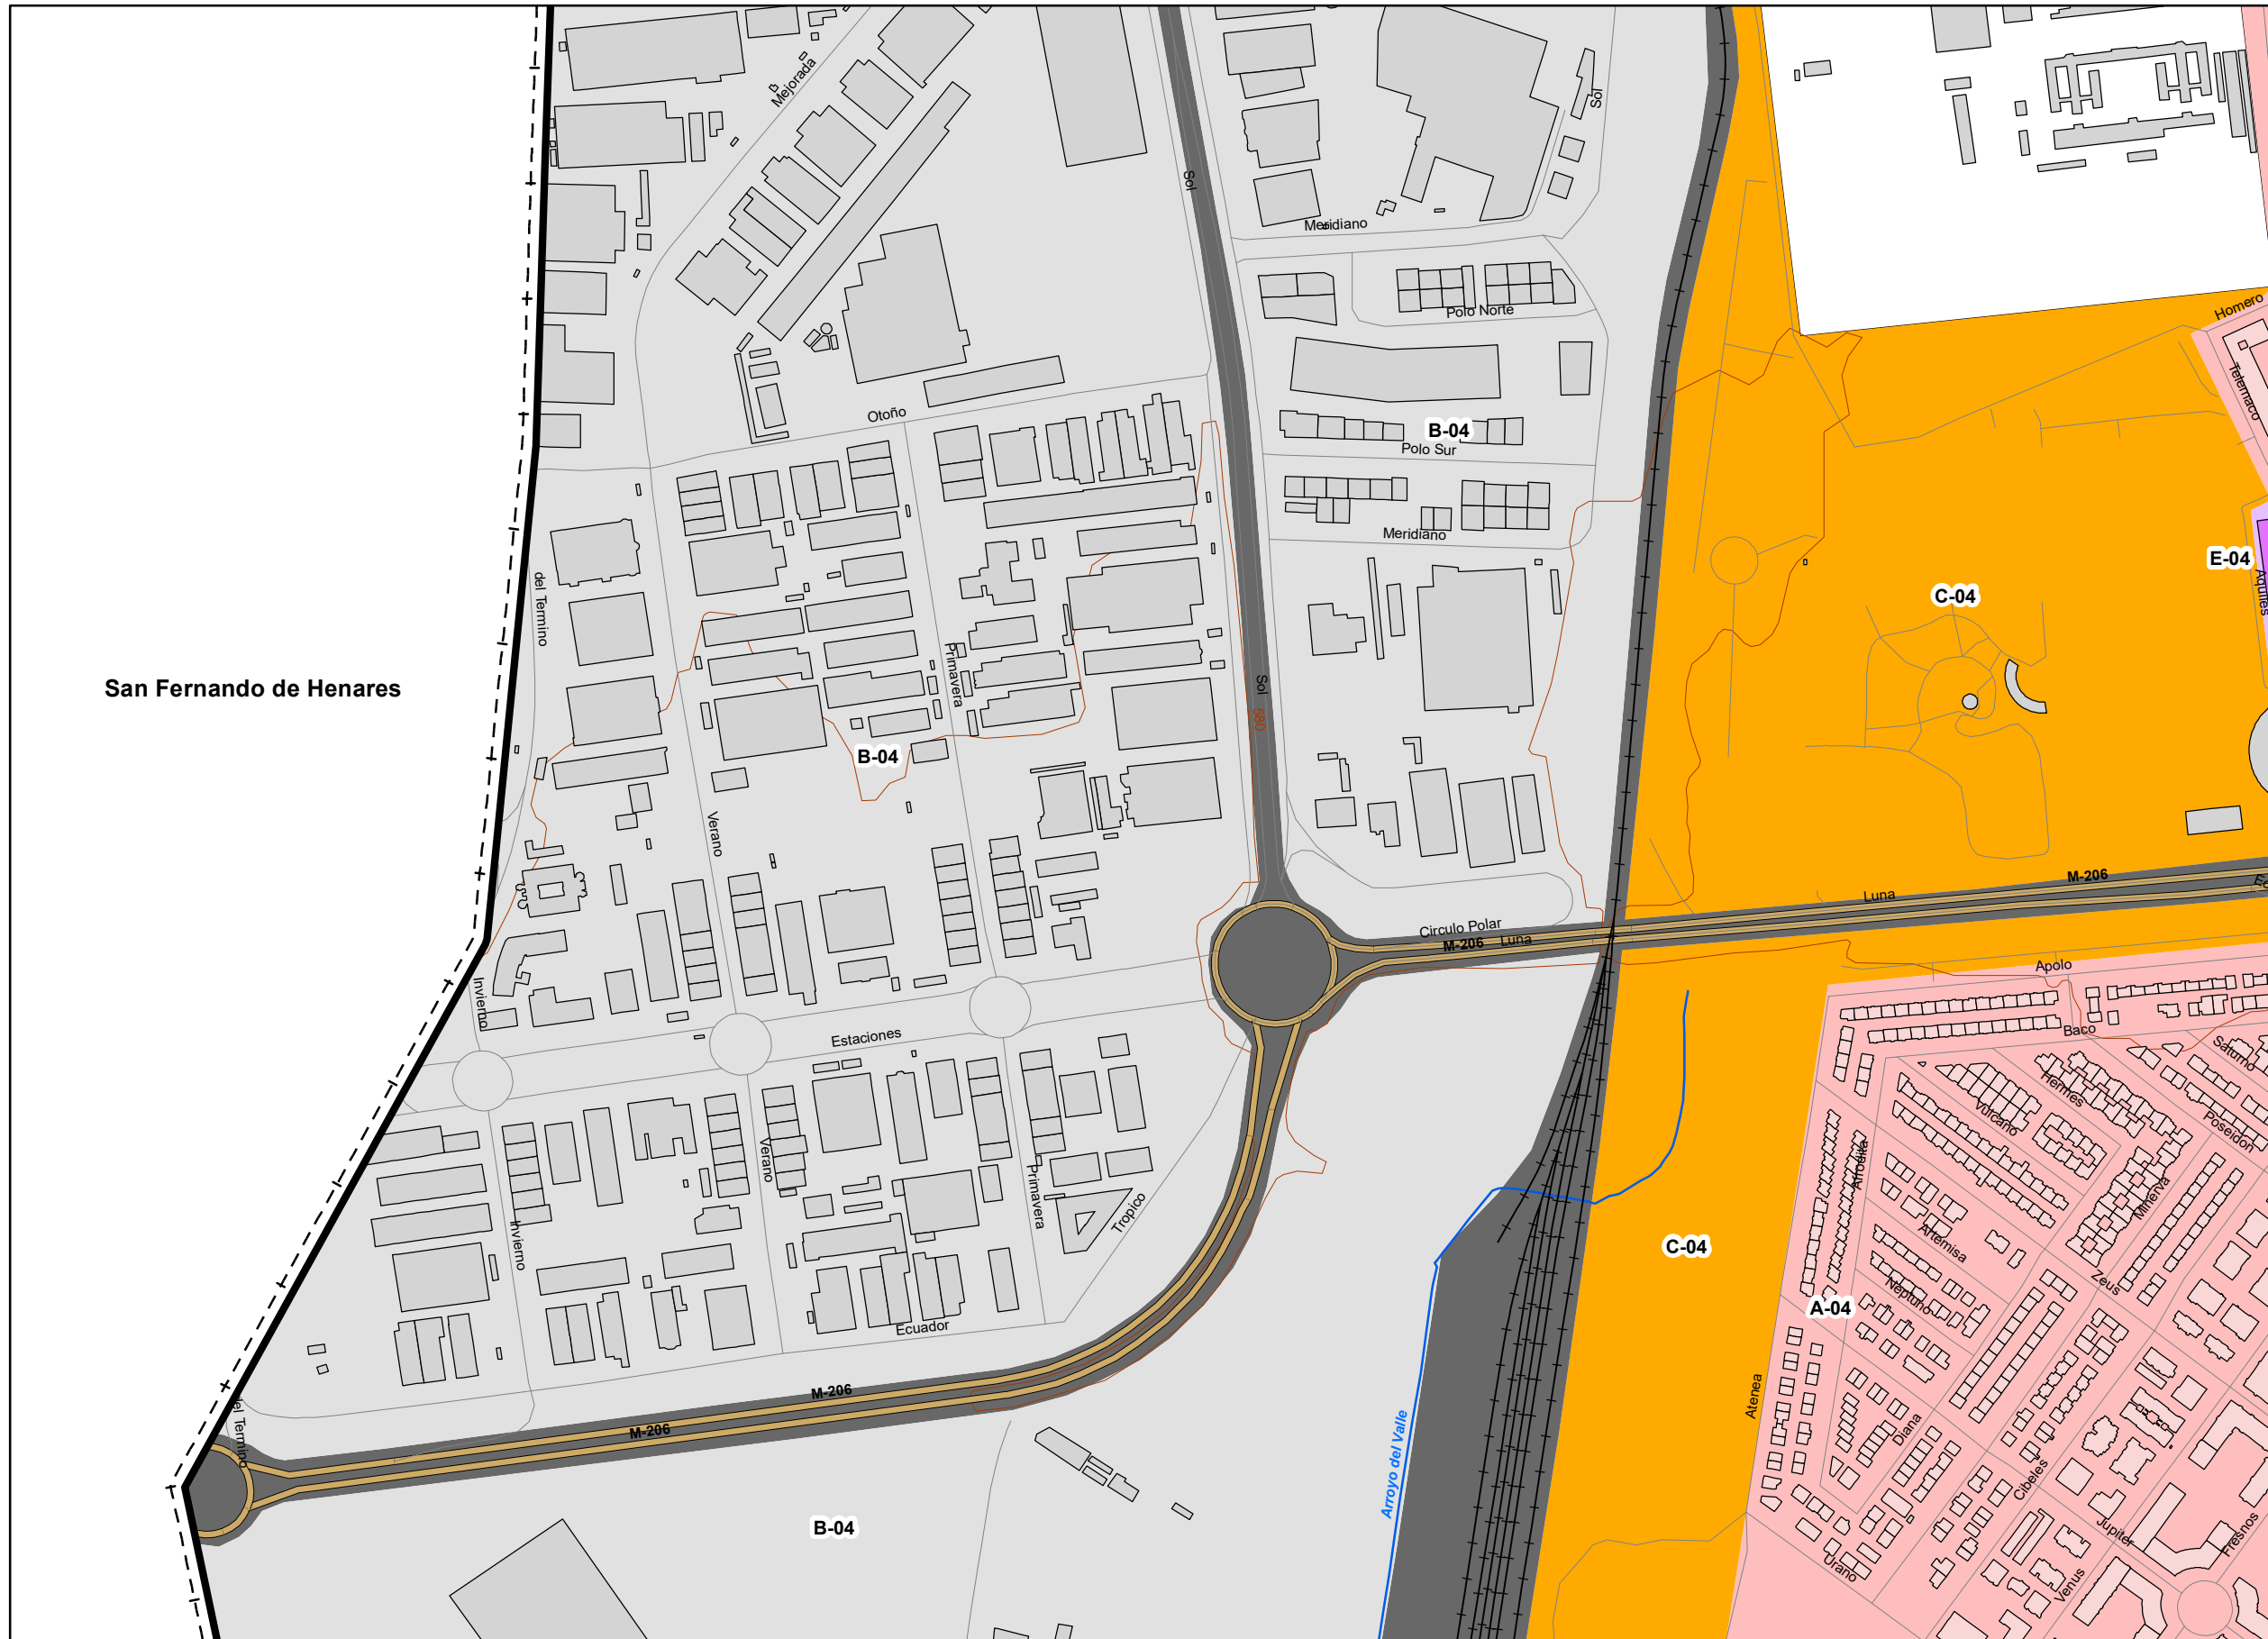 Mejorada
Sol
Sol
Meridiano
Polo Norte
Homero
Telemaco
Otoño
B-04
Polo Sur
Meridiano
E-04
Aquiles
C-04
del Termino
Primavera
San Fernando de Henares
Sol
580
B-04
Verano
M-206
Luna
Circulo Polar
M-206
Luna
Apolo
Invierno
Estaciones
Baco
Saturno
Hermes
Vulcano
Poseidon
Afrodita
Verano
Primavera
Tropico
Minerva
Invierno
Artemisa
C-04
Zeus
Neptuno
A-04
Ecuador
M-206
M-206
del Termino
Atenea
Arroyo del Valle
Diana
Cibeles
B-04
Jupiter
Fresnos
Urano
Venus